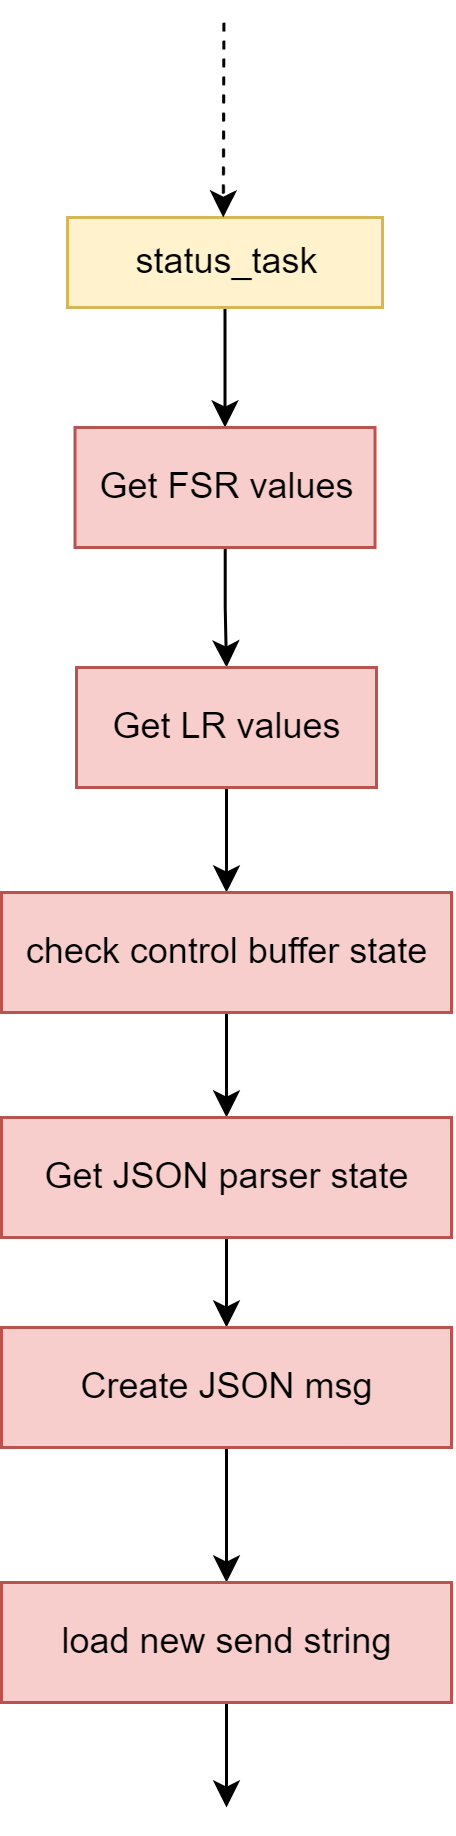 status_task
Get FSR values
Get LR values
check control buffer state
Get JSON parser state
Create JSON msg
load new send string